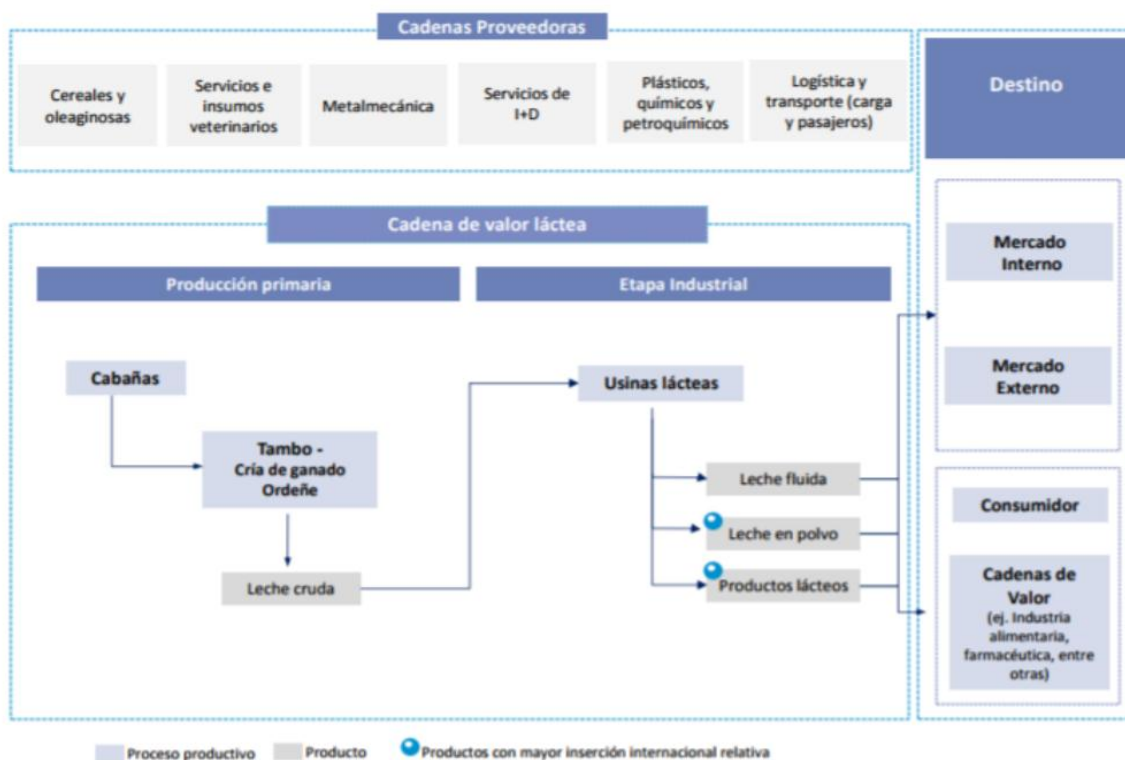 Cadenas Proveedoras
Cereales y
oleaginosas
Servicios e
insumos
veterinarios
Metalmecánica
Servicios de
I+D
Plásticos,
químicos y
petroquímicos
Logística y
transporte (carga
y pasajeros)
Destino
Cadena de valor láctea
Producción primaria
Etapa Industrial
Cabañas
Tambo -
Cría de ganado
Ordeñe
Leche cruda
Usinas lácteas
Leche fluida
Leche en polvo
Productos lácteos
Mercado
Interno
Mercado
Externo
Consumidor
Cadenas de
Valor
(ej. Industria
alimentaria,
farmacéutica, entre
otras)
Proceso productivo
Producto
Productos con mayor inserción internacional relativa